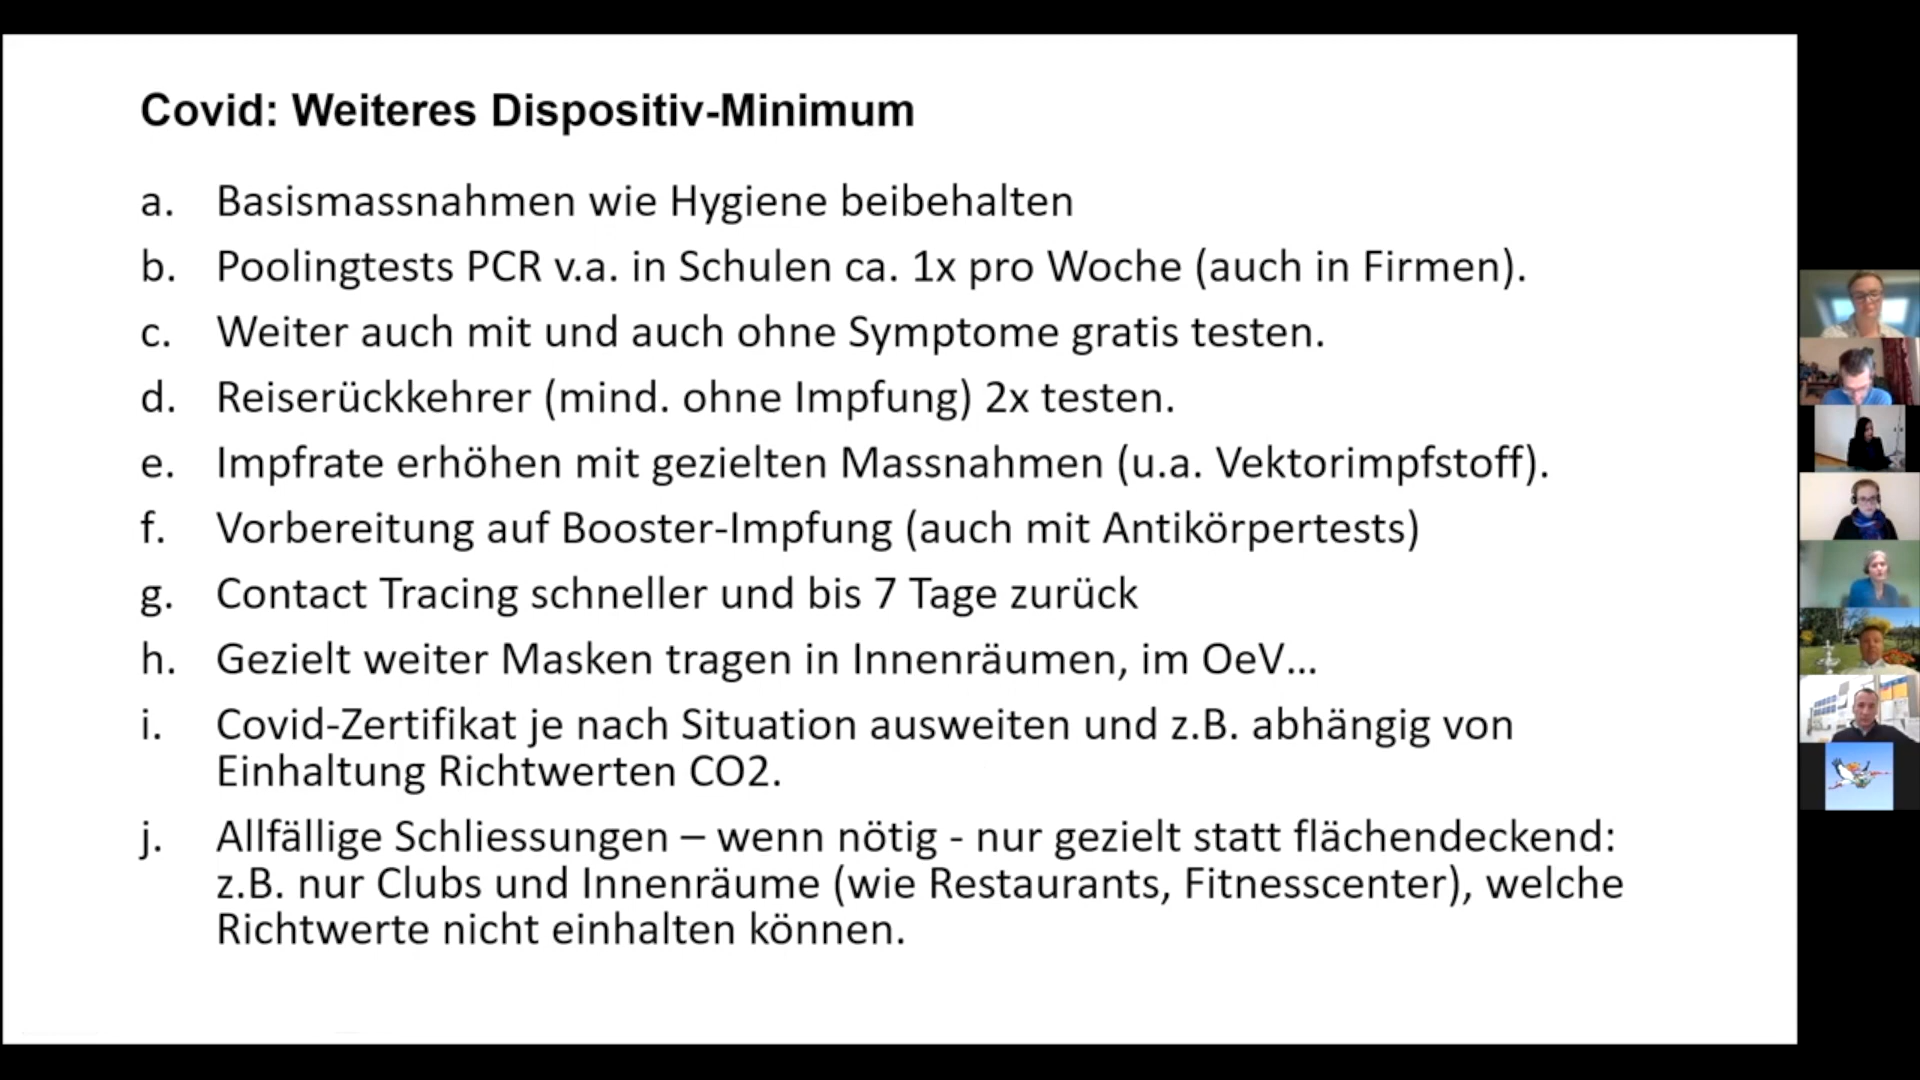 Covid: Weiteres Dispositiv-Minimum
a. Basismassnahmen wie Hygiene beibehalten
b. Poolingtests PCR v.a. in Schulen ca. 1x pro Woche (auch in Firmen).
c. Weiter auch mit und auch ohne Symptome gratis testen.
d. Reiserückkehrer (mind. ohne Impfung) 2x testen.
e. Impfrate erhöhen mit gezielten Massnahmen (u.a. Vektorimpfstoff).
f. Vorbereitung auf Booster-Impfung (auch mit Antikörpertests)
g. Contact Tracing schneller und bis 7 Tage zurück
h. Gezielt weiter Masken tragen in Innenräumen, im OeV...
i. Covid-Zertifikat je nach Situation ausweiten und z.B. abhängig von
Einhaltung Richtwerten CO2.
j. Allfällige Schliessungen – wenn nötig - nur gezielt statt flächendeckend:
z.B. nur Clubs und Innenräume (wie Restaurants, Fitnesscenter), welche
Richtwerte nicht einhalten können.